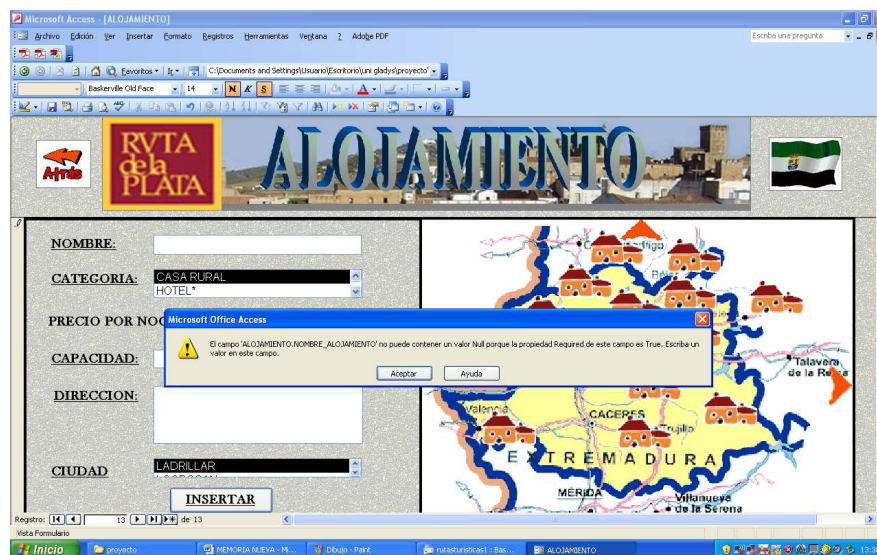 Microsoft Access - [ALOJAMIENTO]
Archivo Edición Ver Insertar Formato Registros Herramientas Ventana ? Adobe PDF Escriba una pregunta
Favoritos Ir C:\Documents and Settings\Usuario\Escritorio\uni gladys\proyecto\
Baskerville Old Face 14 N K S
Atrás
RVTA
de la
PLATA
ALOJAMIENTO
NOMBRE:
CATEGORIA: CASA RURAL
HOTEL*
PRECIO POR NOC
Microsoft Office Access
El campo 'ALOJAMIENTO.NOMBRE_ALOJAMIENTO' no puede contener un valor Null porque la propiedad Required de este campo es True. Escriba un
valor en este campo.
Aceptar Ayuda
CAPACIDAD:
DIRECCION:
CIUDAD LADRILLAR
INSERTAR
Béjar
Talavera
de la Re
Valencia
CACERES
Trujillo
EXTREMADURA
MERIDA
Villanueva
de la Serena
Registro: 13 de 13
Vista Formulario
Inicio proyecto MEMORIA NUEVA - Mi... Dibujo - Paint rutasturisticas1 : Bas... ALOJAMIENTO